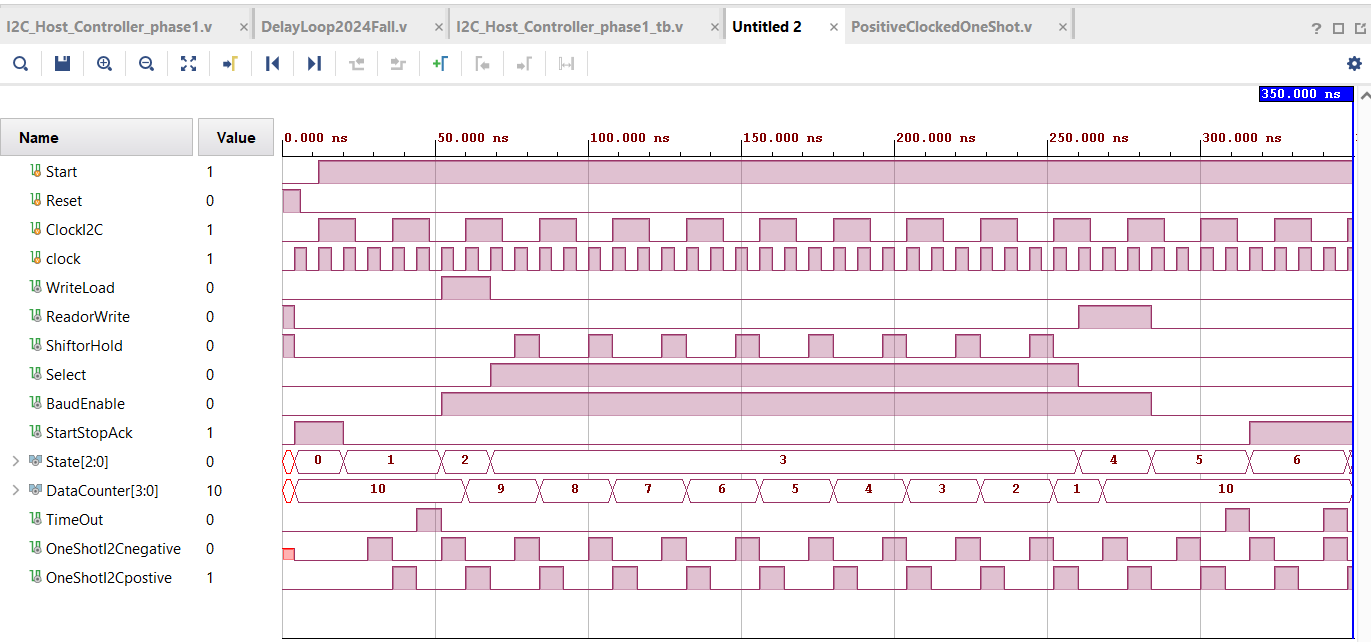 I2C_Host_Controller_phase1.v × DelayLoop2024Fall.v × I2C_Host_Controller_phase1_tb.v × Untitled 2 × PositiveClockedOneShot.v ×
350.000 ns
Name Value 0.000 ns 50.000 ns 100.000 ns 150.000 ns 200.000 ns 250.000 ns 300.000 ns
Start 1
Reset 0
ClockI2C 1
clock 1
WriteLoad 0
ReadorWrite 0
ShiftorHold 0
Select 0
BaudEnable 0
StartStopAck 1
State[2:0] 0 0 1 2 3 4 5 6
DataCounter[3:0] 10 10 9 8 7 6 5 4 3 2 1 10
TimeOut 0
OneShotI2Cnegative 0
OneShotI2Cpostive 1